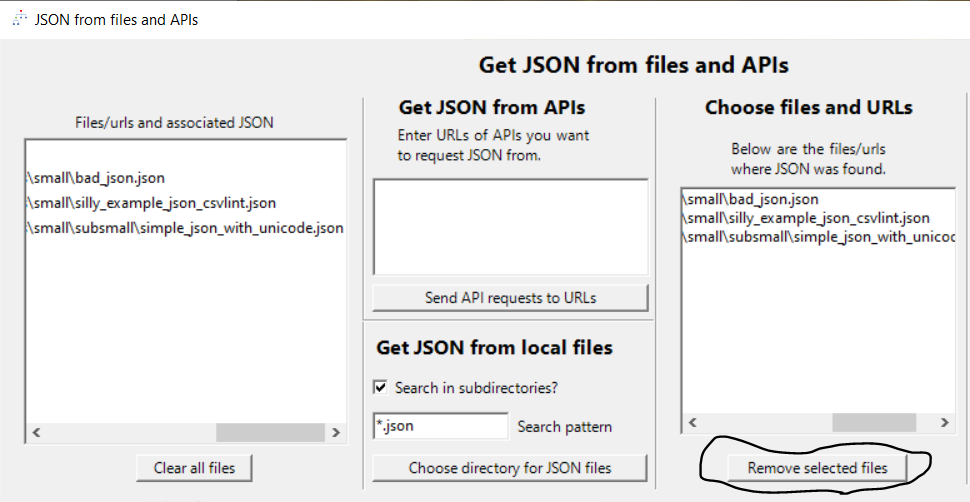 JSON from files and APIs
Get JSON from files and APIs
Files/urls and associated JSON
\small\bad_json.json
\small\silly_example_json_csvlint.json
\small\subsmall\simple_json_with_unicode.json
Clear all files
Get JSON from APIs
Enter URLs of APIs you want
to request JSON from.
Send API requests to URLs
Get JSON from local files
Search in subdirectories?
*.json
Search pattern
Choose directory for JSON files
Choose files and URLs
Below are the files/urls
where JSON was found.
\small\bad_json.json
\small\silly_example_json_csvlint.json
\small\subsmall\simple_json_with_unicod
Remove selected files